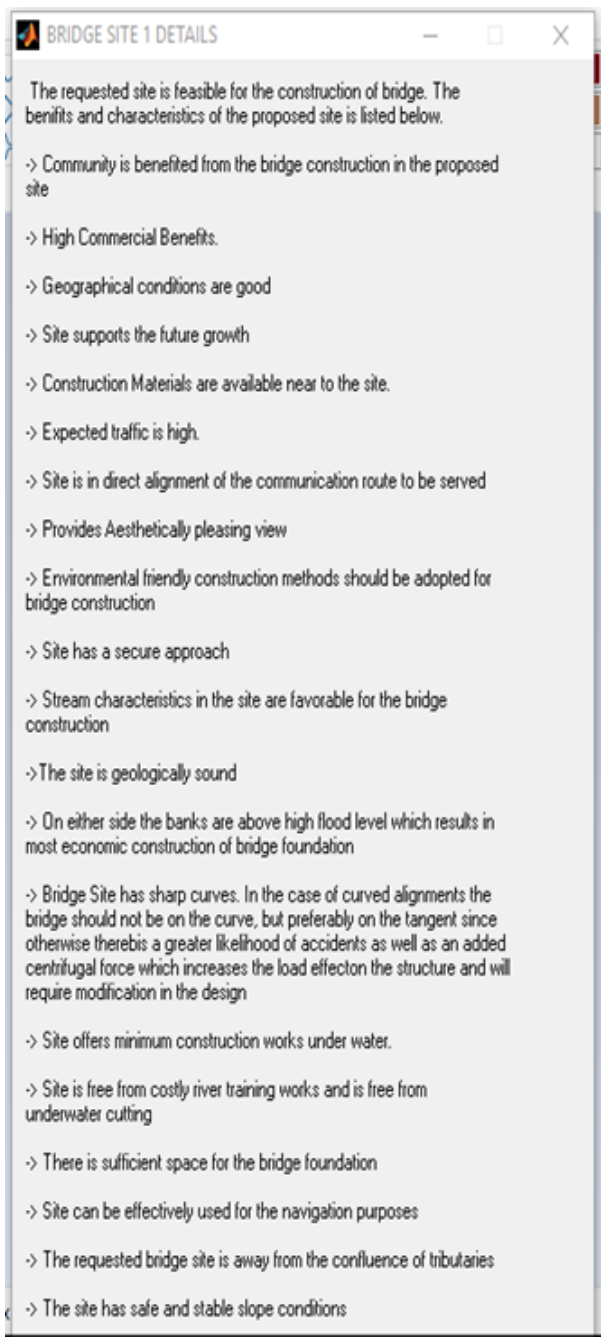 BRIDGE SITE 1 DETAILS
The requested site is feasible for the construction of bridge. The
benifits and characteristics of the proposed site is listed below.
-> Community is benefited from the bridge construction in the proposed
site
-> High Commercial Benefits.
-> Geographical conditions are good
-> Site supports the future growth
-> Construction Materials are available near to the site.
-> Expected traffic is high.
-> Site is in direct alignment of the communication route to be served
-> Provides Aesthetically pleasing view
-> Environmental friendly construction methods should be adopted for
bridge construction
-> Site has a secure approach
-> Stream characteristics in the site are favorable for the bridge
construction
->The site is geologically sound
-> On either side the banks are above high flood level which results in
most economic construction of bridge foundation
-> Bridge Site has sharp curves. In the case of curved alignments the
bridge should not be on the curve, but preferably on the tangent since
otherwise therebis a greater likelihood of accidents as well as an added
centrifugal force which increases the load effecton the structure and will
require modification in the design
-> Site offers minimum construction works under water.
-> Site is free from costly river training works and is free from
underwater cutting
-> There is sufficient space for the bridge foundation
-> Site can be effectively used for the navigation purposes
-> The requested bridge site is away from the confluence of tributaries
-> The site has safe and stable slope conditions